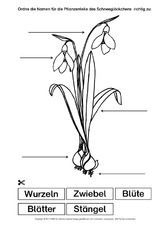 Ordne die Namen für die Pflanzenteile des Schneeglöckchens richtig zu.
Wurzeln Zwiebel Blüte
Blätter Stängel